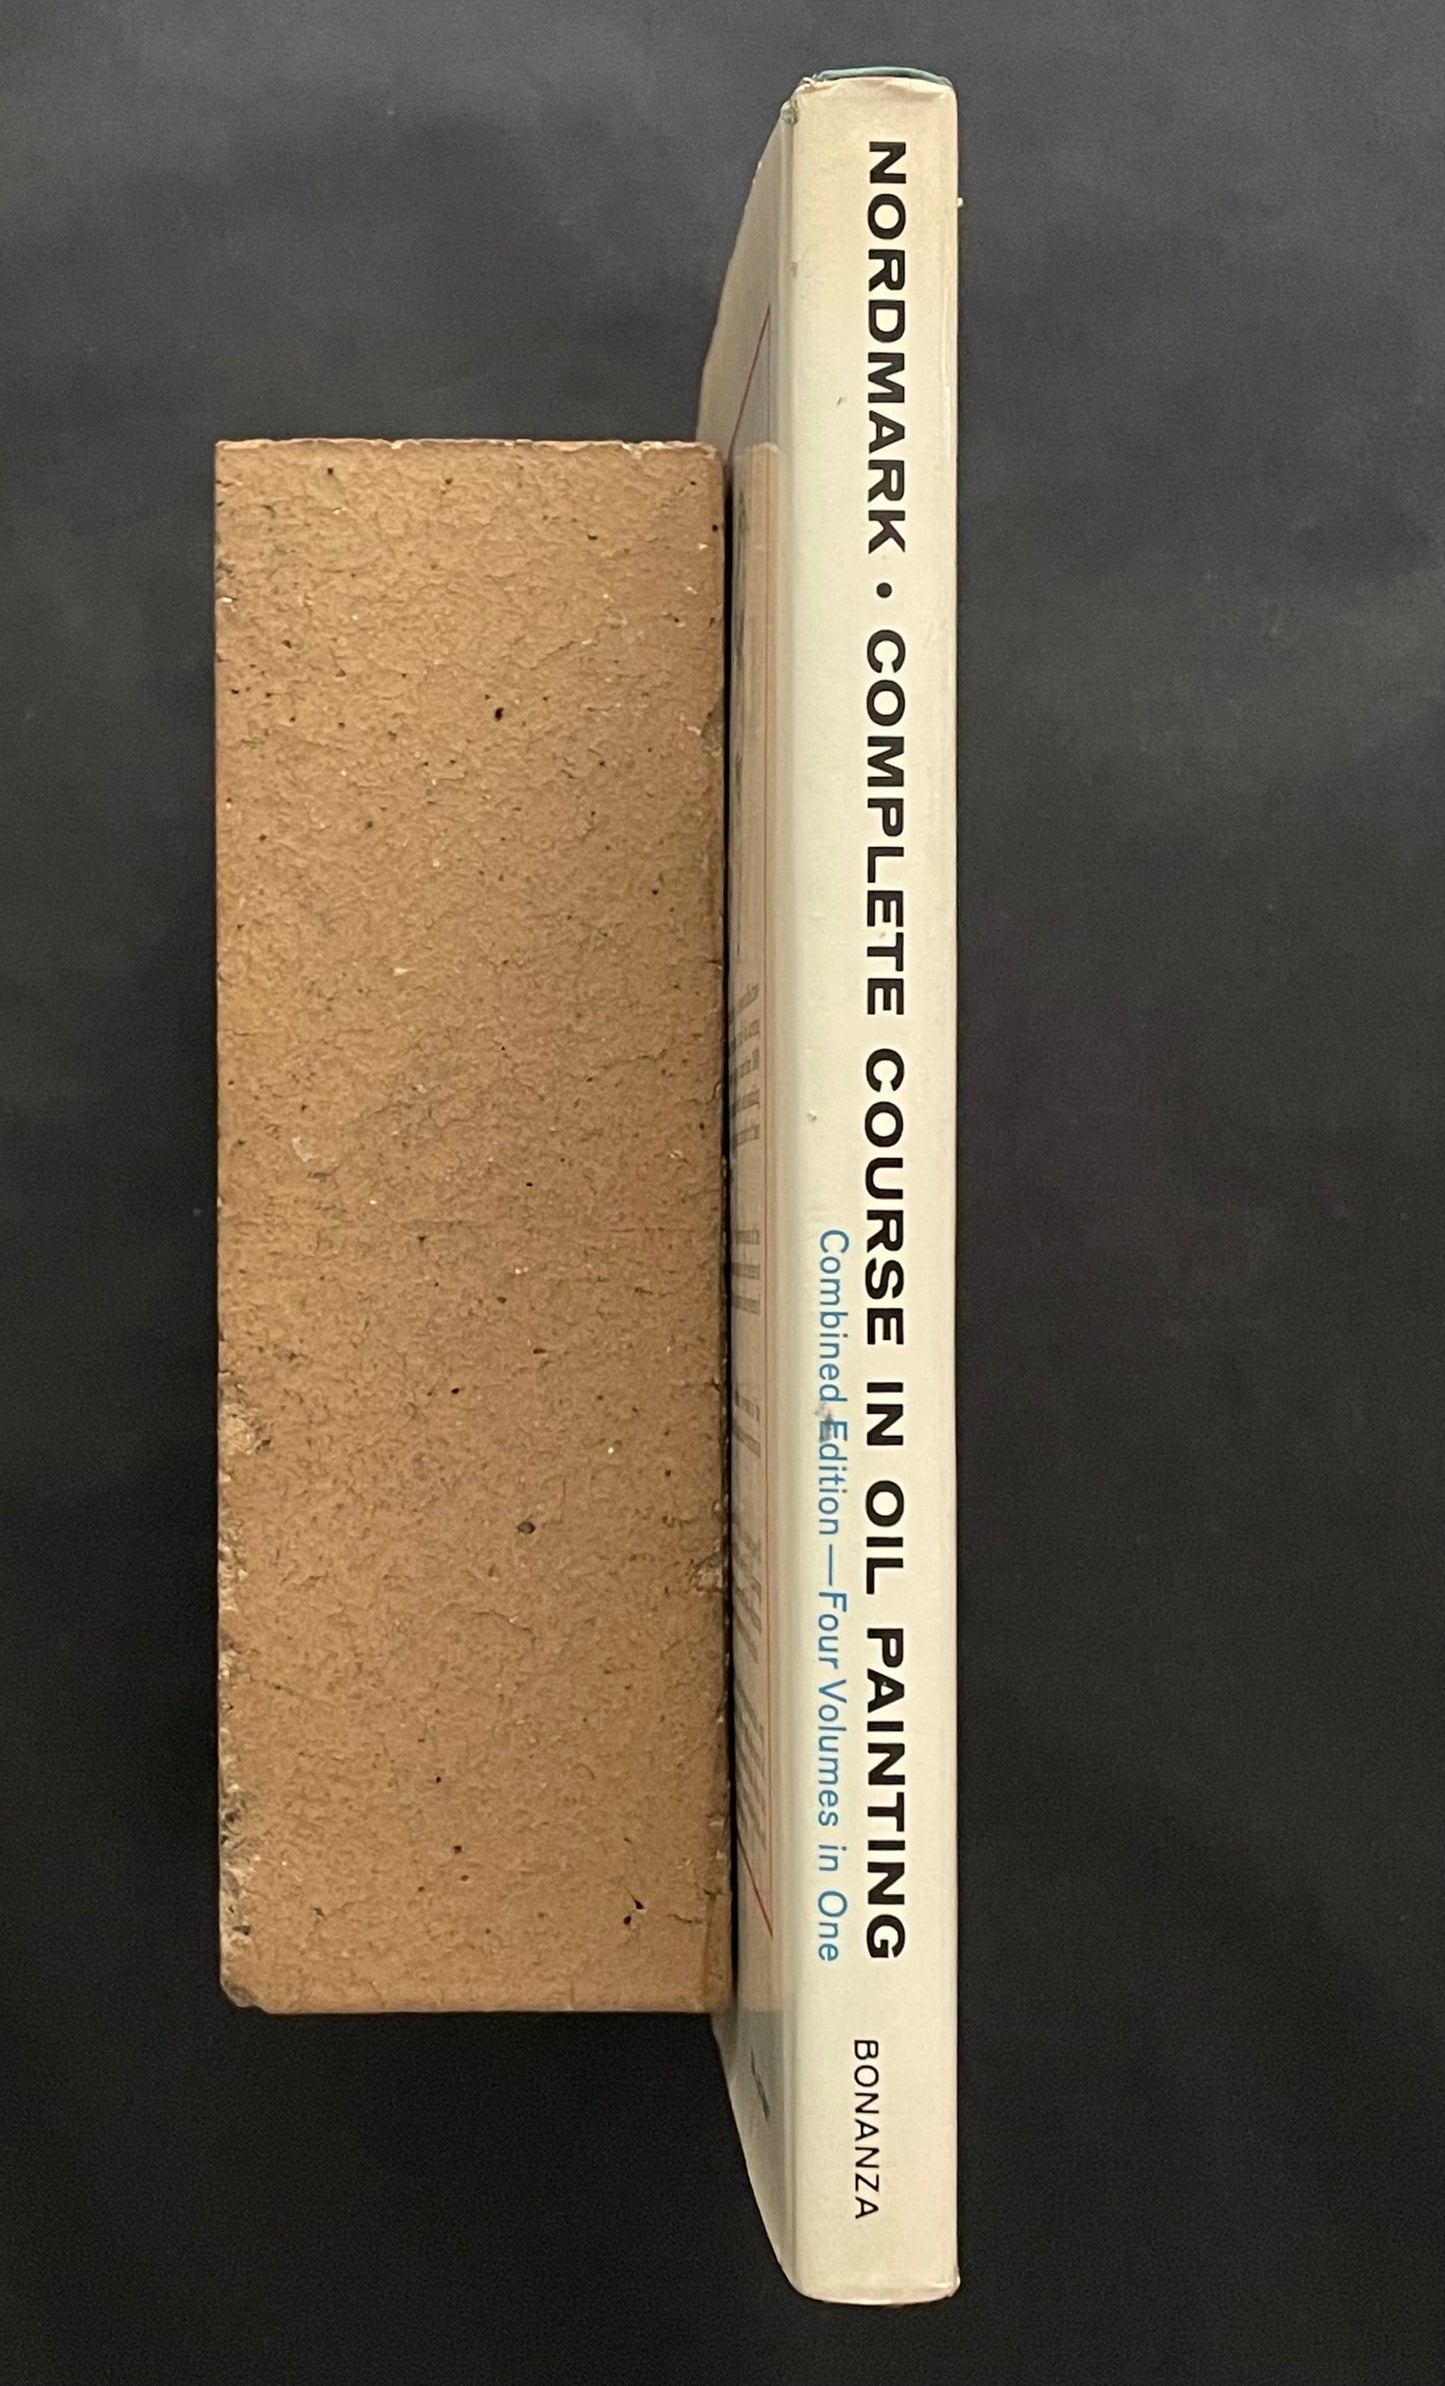 NORDMARK • COMPLETE COURSE IN OIL PAINTING
Combined Edition—Four Volumes in One
BONANZA